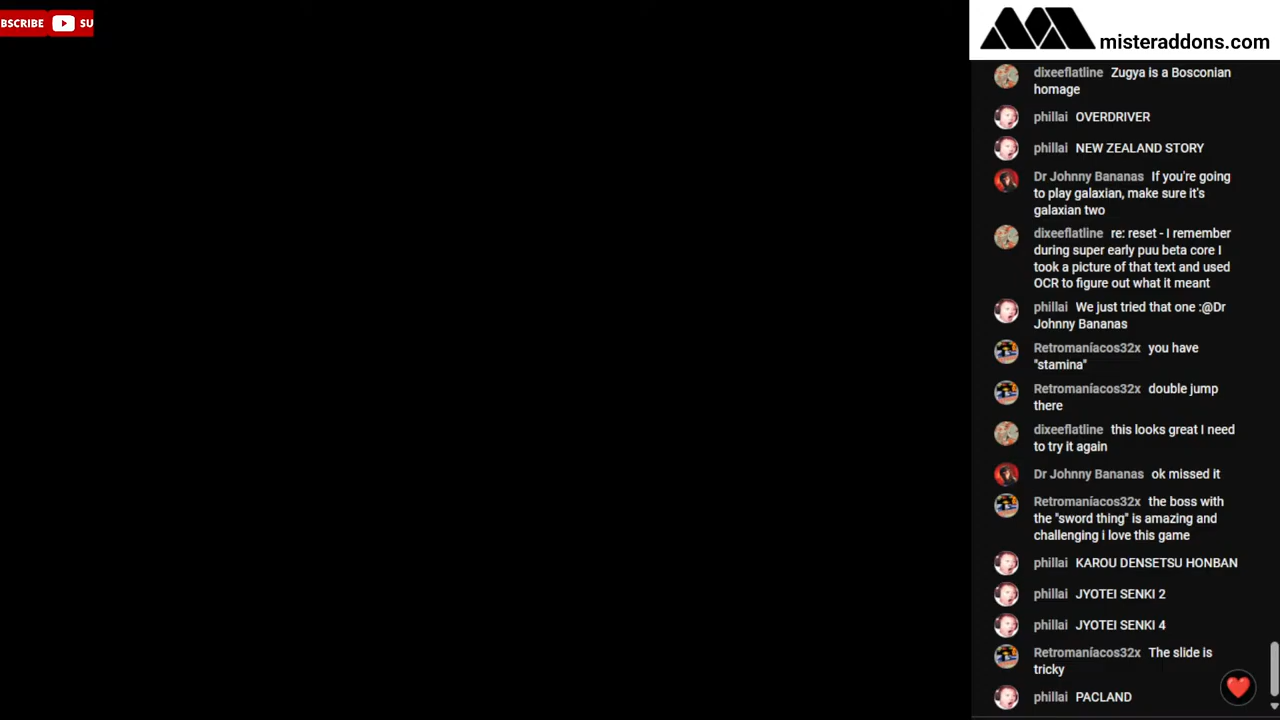 BSCRIBE SU
misteraddons.com
dixeeflatline Zugya is a Bosconian
homage
phillai OVERDRIVER
phillai NEW ZEALAND STORY
Dr Johnny Bananas If you're going
to play galaxian, make sure it's
galaxian two
dixeeflatline re: reset - I remember
during super early puu beta core I
took a picture of that text and used
OCR to figure out what it meant
phillai We just tried that one :@Dr
Johnny Bananas
Retromaníacos32x you have
"stamina"
Retromaníacos32x double jump
there
dixeeflatline this looks great I need
to try it again
Dr Johnny Bananas ok missed it
Retromaníacos32x the boss with
the "sword thing" is amazing and
challenging i love this game
phillai KAROU DENSETSU HONBAN
phillai JYOTEI SENKI 2
phillai JYOTEI SENKI 4
Retromaníacos32x The slide is
tricky
phillai PACLAND